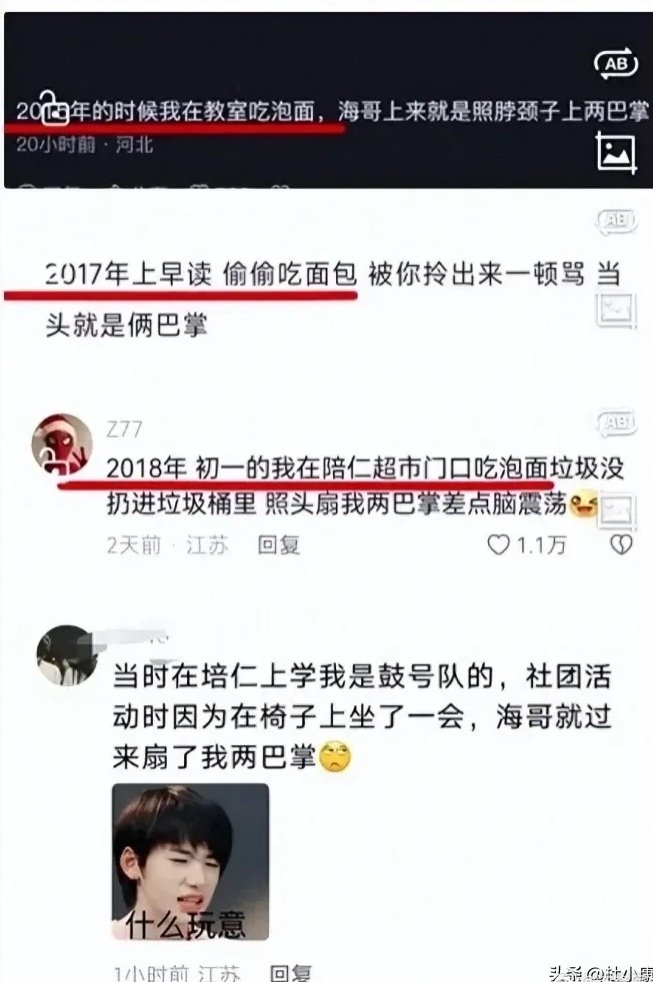 AB
年的时候我在教室吃泡面，海哥上来就是照脖颈子上两巴掌
20小时前·河北
AB
2017年上早读 偷偷吃面包 被你拎出来一顿骂 当
头就是俩巴掌
Z77
AB
2018年 初一的我在陪仁超市门口吃泡面垃圾没
扔进垃圾桶里 照头扇我两巴掌差点脑震荡
2天前·江苏 回复 1.1万
当时在培仁上学我是鼓号队的，社团活
动时因为在椅子上坐了一会，海哥就过
来扇了我两巴掌
什么玩意
1小时前 江苏 回复
头条 @杜小康